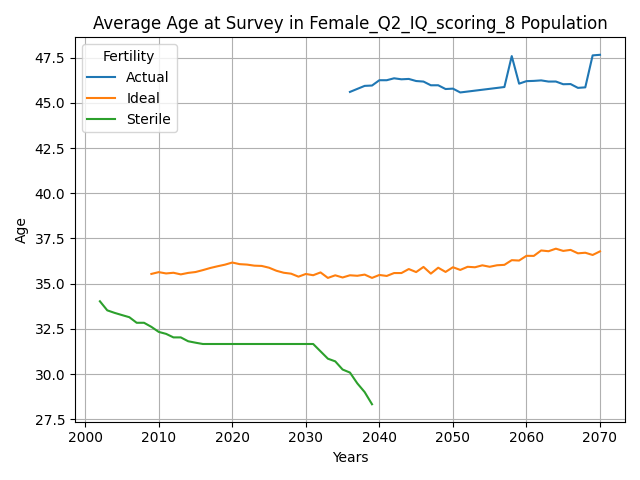 Average Age at Survey in Female_Q2_IQ_scoring_8 Population
Fertility
Actual
Ideal
Sterile
47.5
45.0
42.5
40.0
37.5
35.0
32.5
30.0
27.5
Age
2000 2010 2020 2030 2040 2050 2060 2070
Years